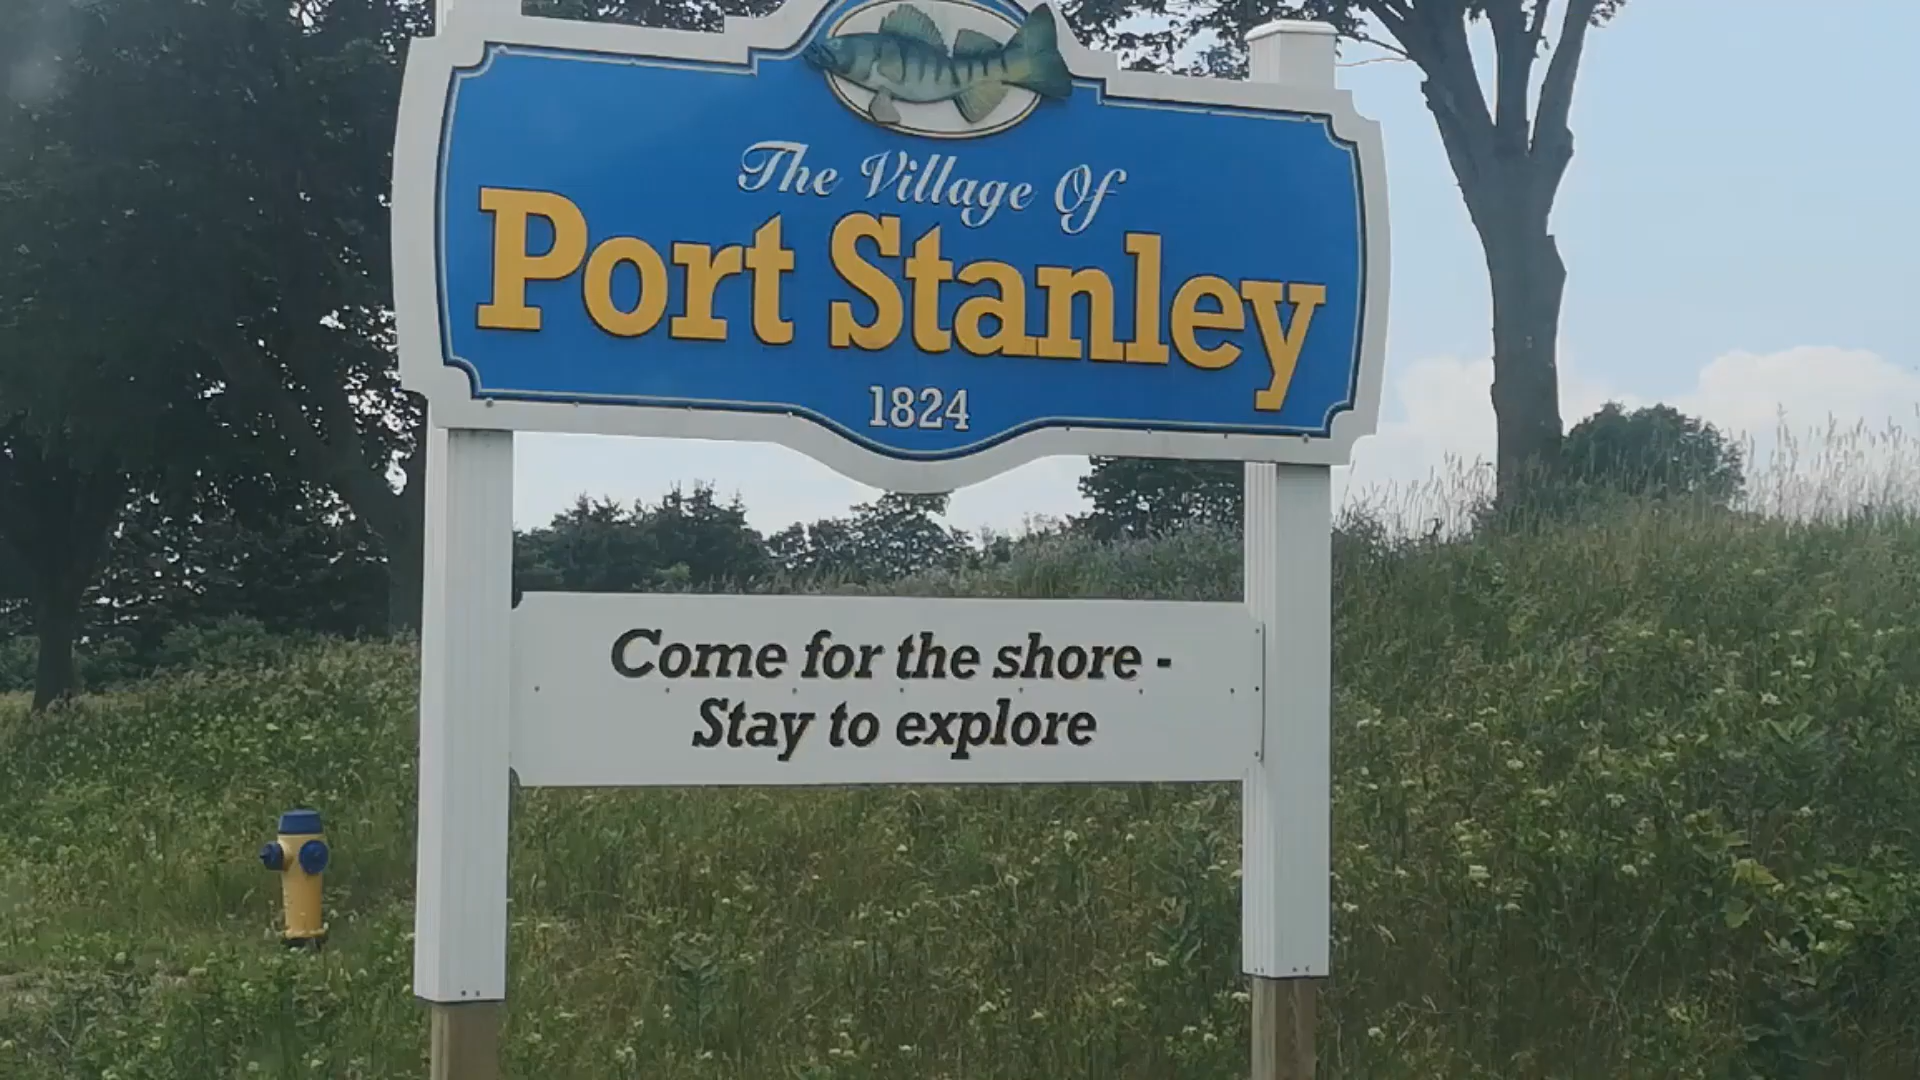 The Village Of
Port Stanley
1824
Come for the shore -
Stay to explore